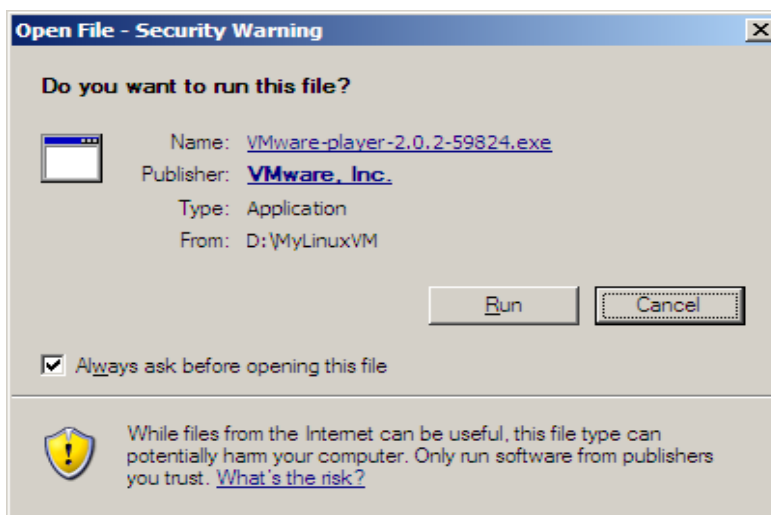 Open File - Security Warning
Do you want to run this file?
Name: VMware-player-2.0.2-59824.exe
Publisher: VMware, Inc.
Type: Application
From: D:\MyLinuxVM
Run Cancel
Always ask before opening this file
While files from the Internet can be useful, this file type can
potentially harm your computer. Only run software from publishers
you trust. What's the risk?